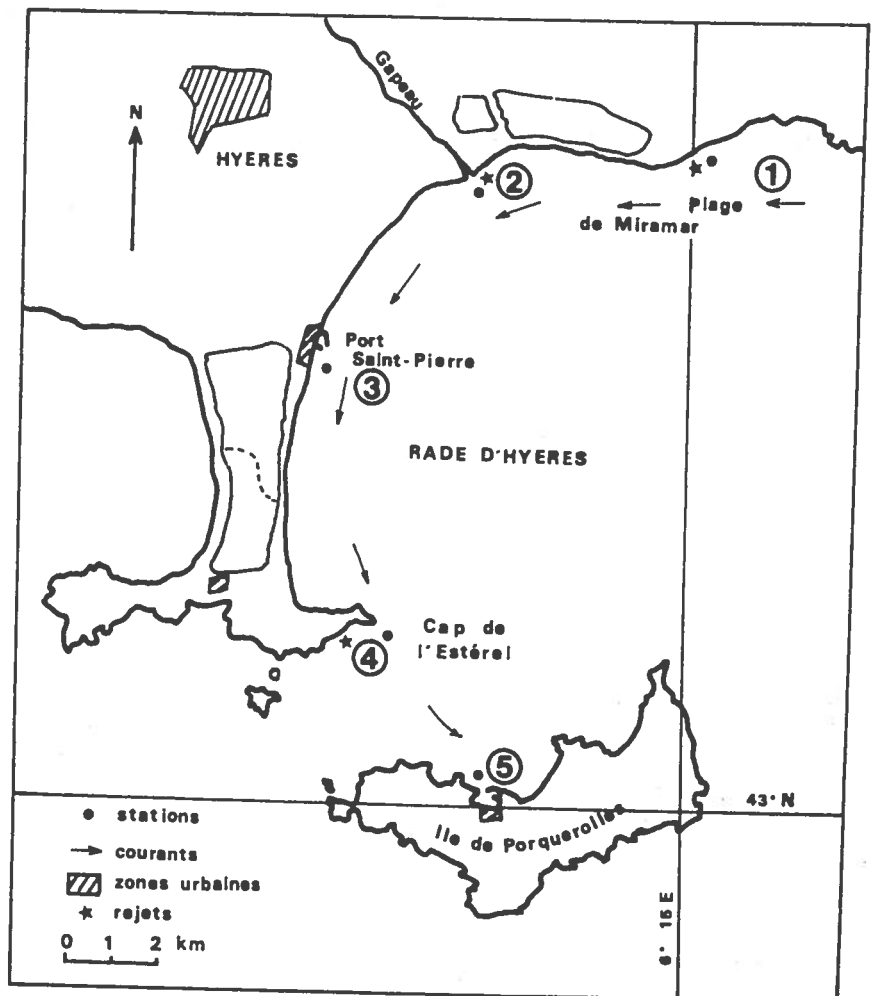 Gapeau
N
HYERES
①
②
Plage
de Miramar
Port
Saint-Pierre
③
RADE D'HYERES
Cap de
l'Estérel
④
⑤
43° N
Ile de Porquerolles
6° 15 E
stations
courants
zones urbaines
rejets
0 1 2 km